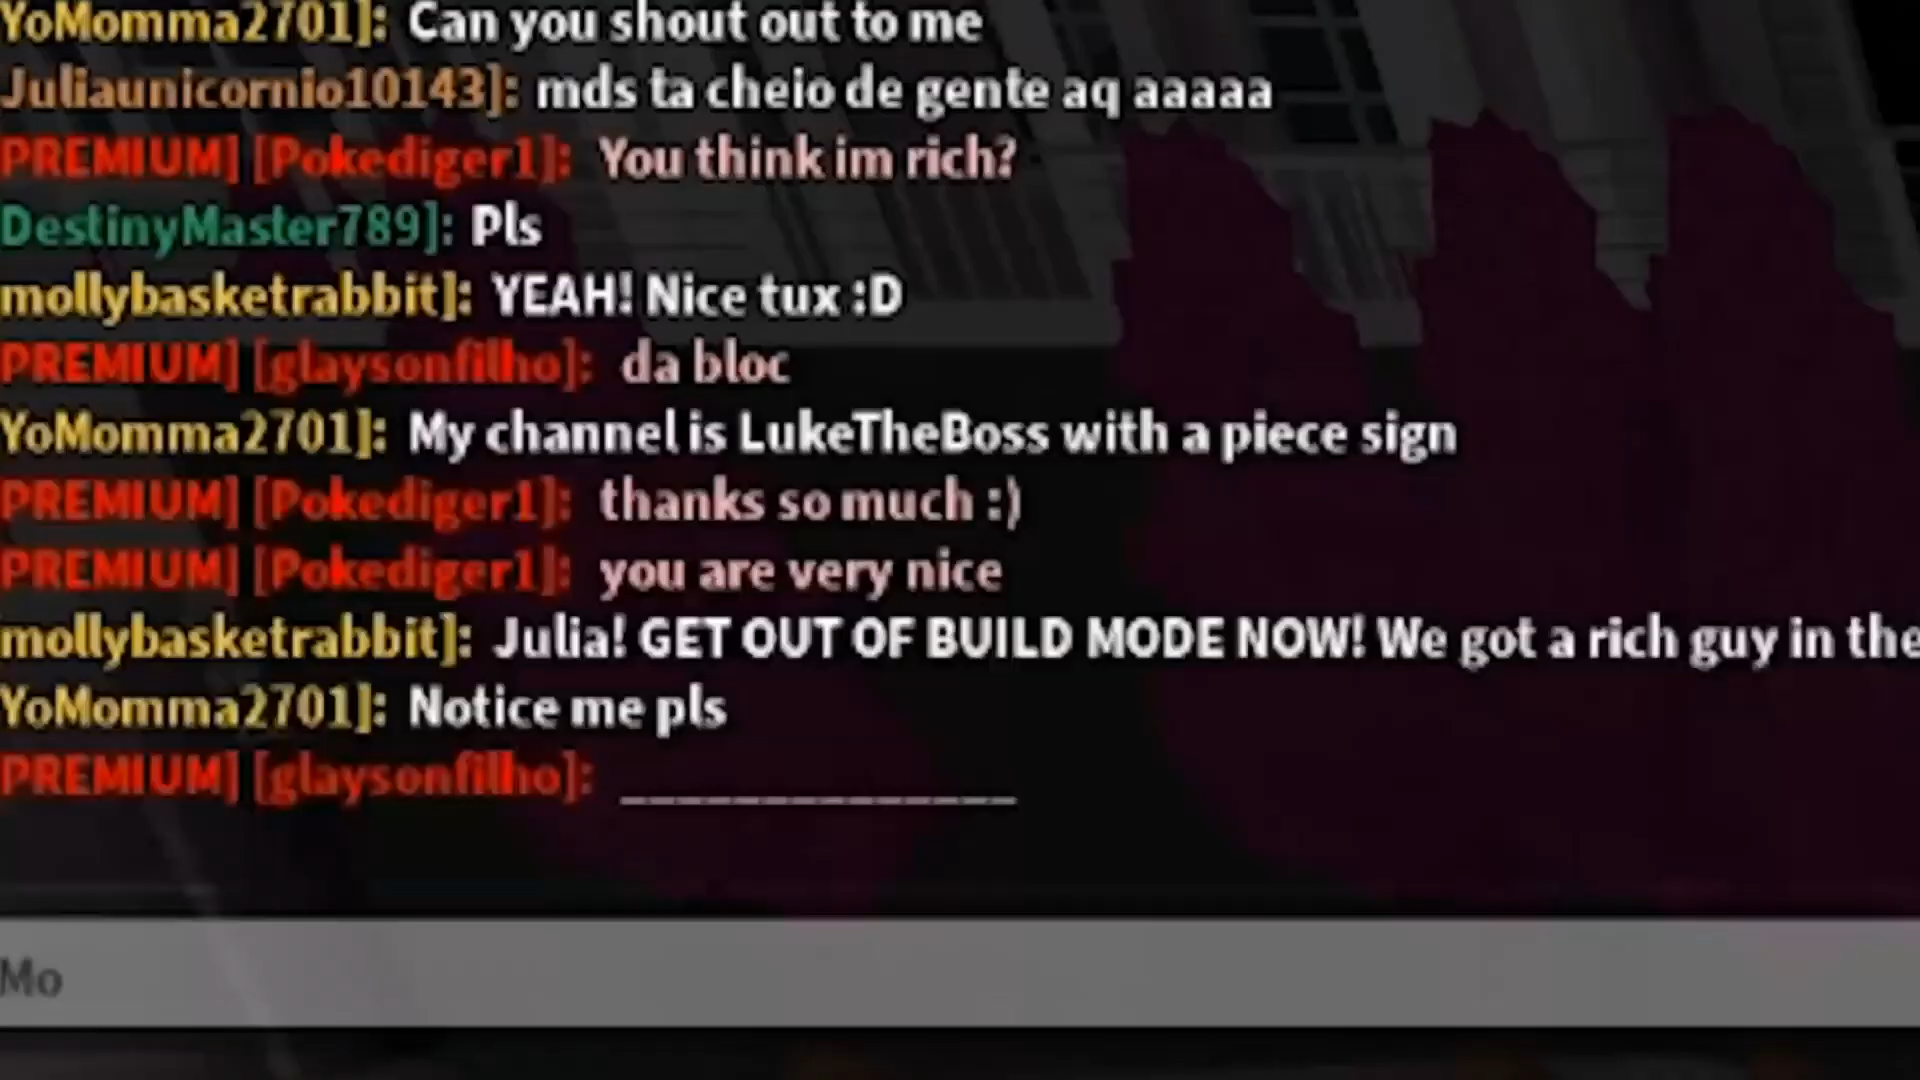 YoMomma2701]: Can you shout out to me
Juliaunicornio10143]: mds ta cheio de gente aq aaaaa
PREMIUM] [Pokediger1]: You think im rich?
DestinyMaster789]: Pls
mollybasketrabbit]: YEAH! Nice tux :D
PREMIUM] [glaysonfilho]: da bloc
YoMomma2701]: My channel is LukeTheBoss with a piece sign
PREMIUM] [Pokediger1]: thanks so much :)
PREMIUM] [Pokediger1]: you are very nice
mollybasketrabbit]: Julia! GET OUT OF BUILD MODE NOW! We got a rich guy in the
YoMomma2701]: Notice me pls
PREMIUM] [glaysonfilho]: ______________
Mo